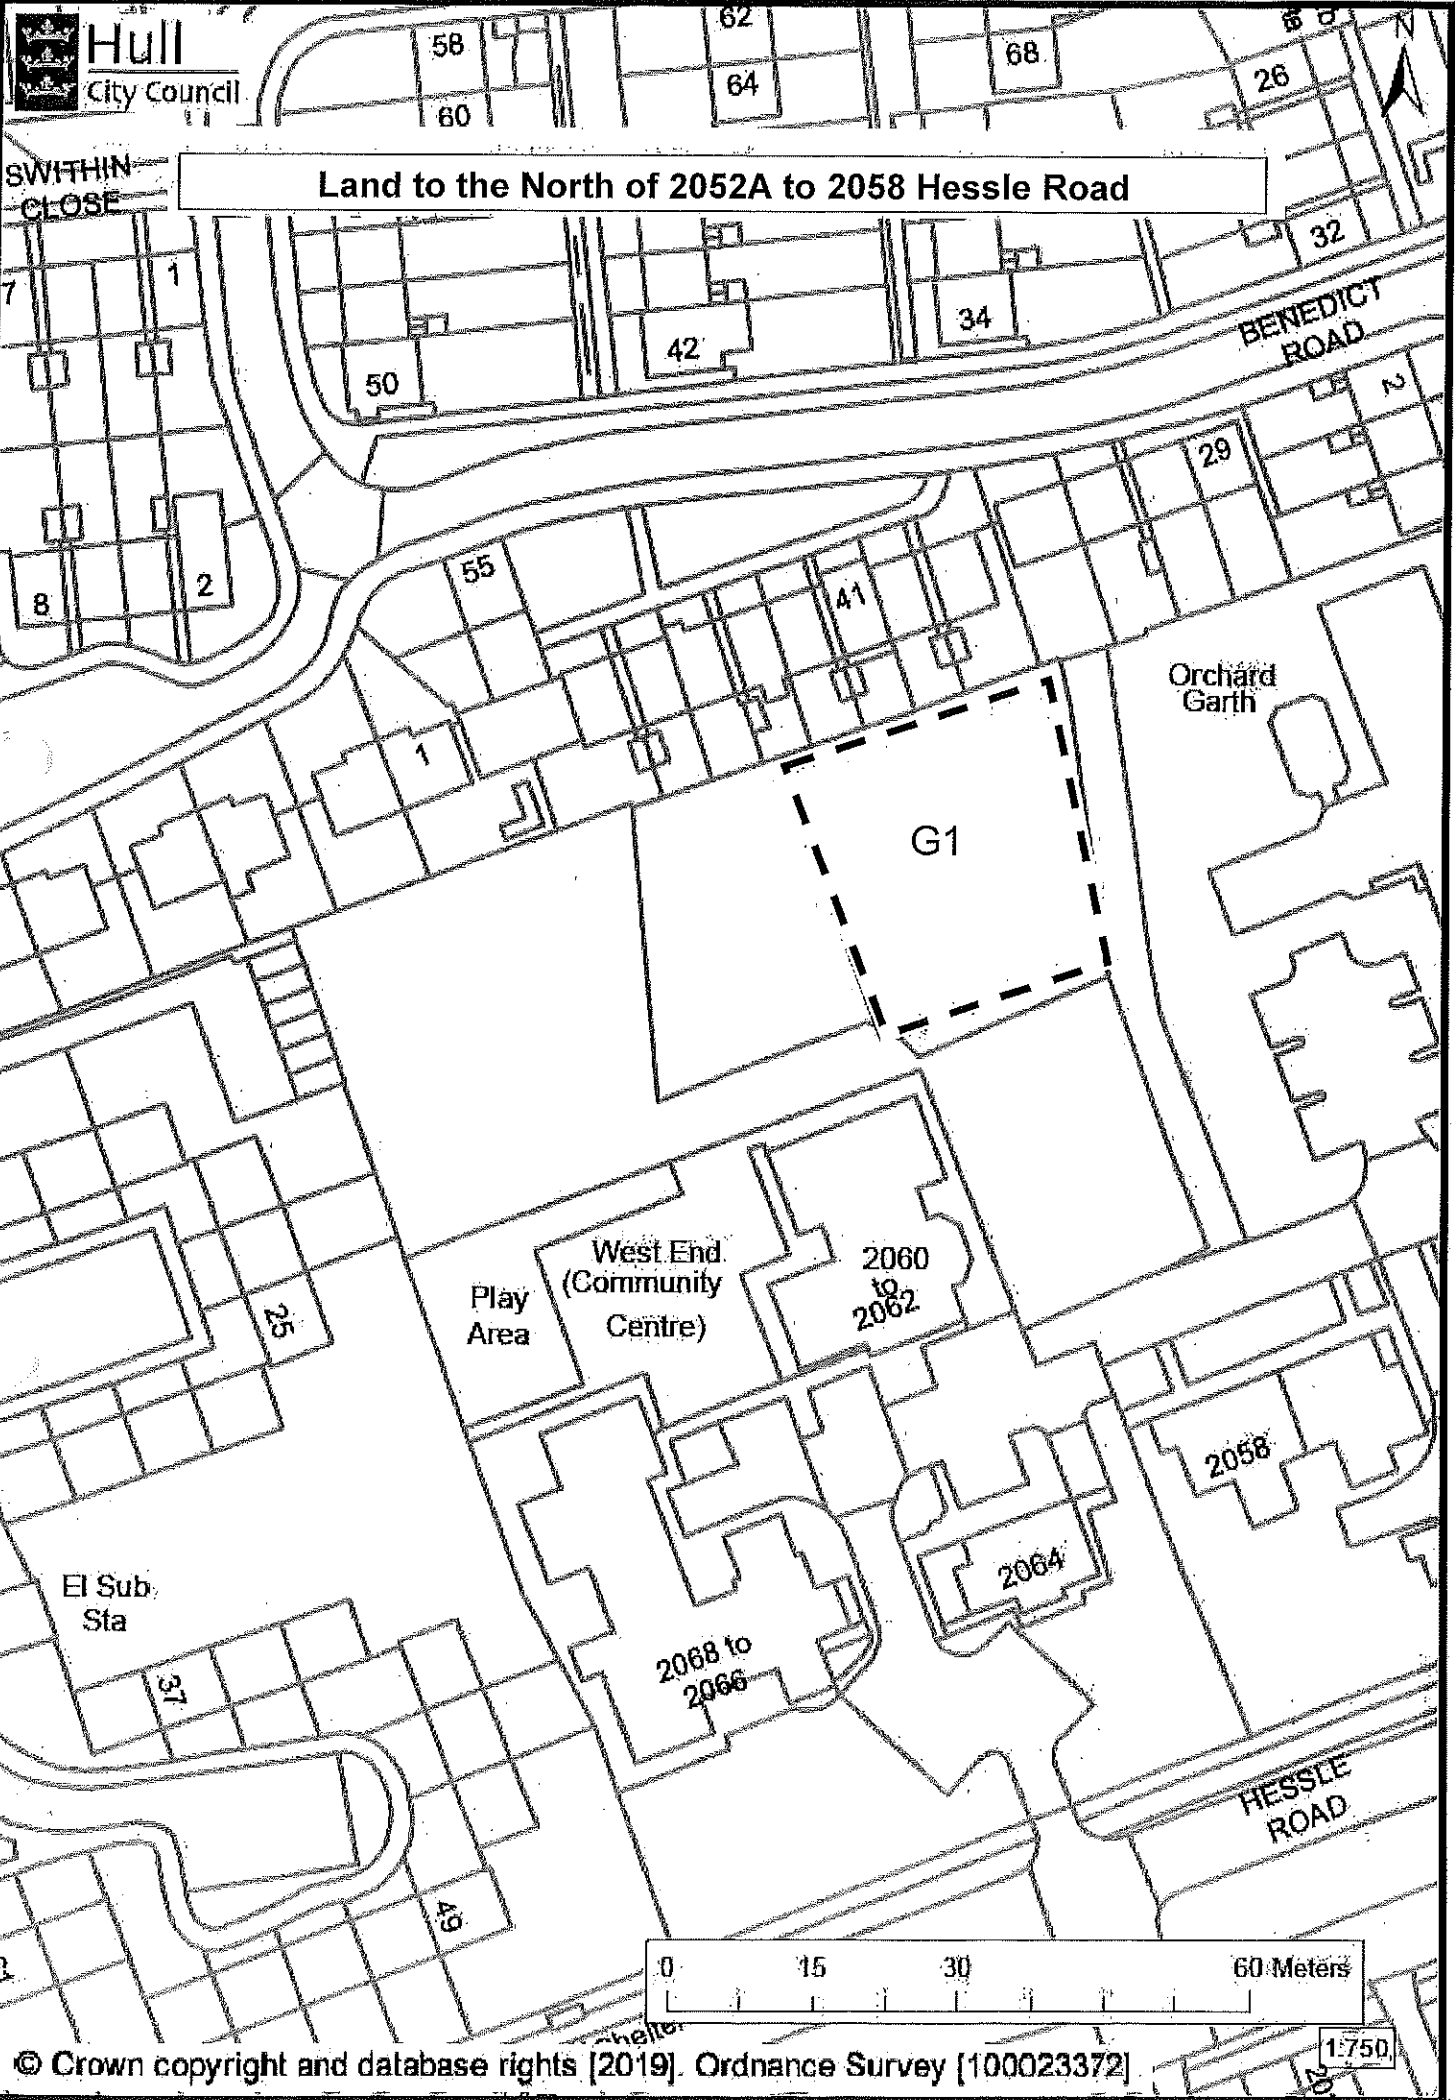 Hull
City Council
58
60
62
64
68
26
N
SWITHIN
CLOSE
Land to the North of 2052A to 2058 Hessle Road
7
1
32
BENEDICT
ROAD
34
42
50
2
29
55
41
8
2
Orchard
Garth
1
G1
West End
(Community
Centre)
Play
Area
2060
to
2062
25
2058
2064
El Sub
Sta
37
2068 to
2066
HESSLE
ROAD
49
0 15 30 60 Meters
1:750
© Crown copyright and database rights [2019]. Ordnance Survey [100023372]